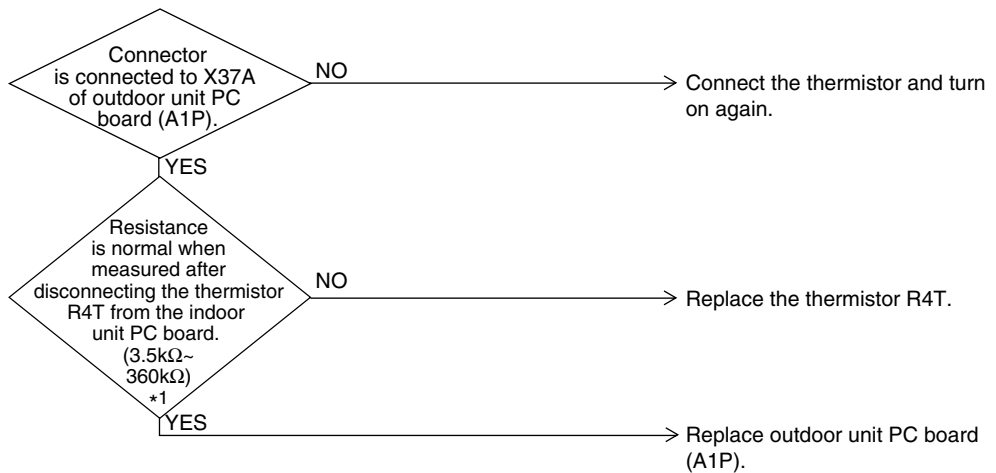 Connector
is connected to X37A
of outdoor unit PC
board (A1P).
NO
Connect the thermistor and turn
on again.
YES
Resistance
is normal when
measured after
disconnecting the thermistor
R4T from the indoor
unit PC board.
(3.5kΩ~
360kΩ)
*1
NO
Replace the thermistor R4T.
YES
Replace outdoor unit PC board
(A1P).